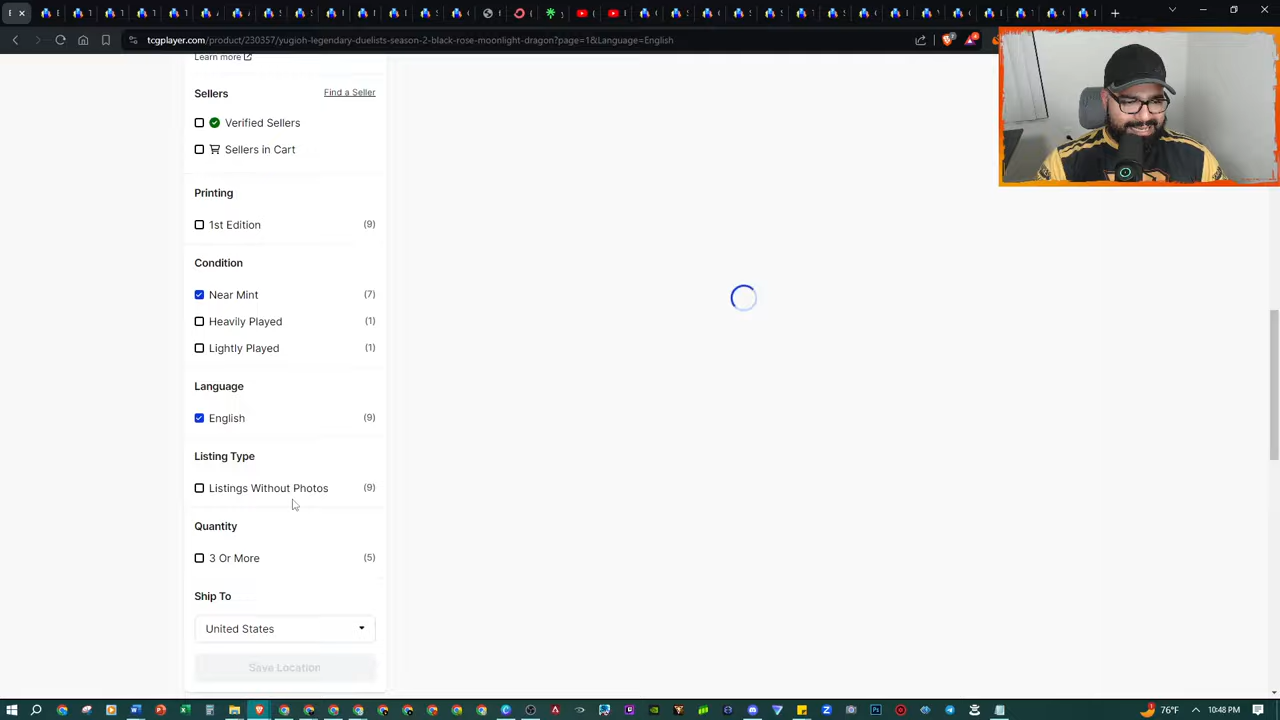 tcgplayer.com/product/230357/yugioh-legendary-duelists-season-2-black-rose-moonlight-dragon?page=1&Language=English
Learn more
Sellers
Find a Seller
Verified Sellers
Sellers in Cart
Printing
1st Edition (9)
Condition
Near Mint (7)
Heavily Played (1)
Lightly Played (1)
Language
English (9)
Listing Type
Listings Without Photos (9)
Quantity
3 Or More (5)
Ship To
United States
Save Location
76°F
10:48 PM